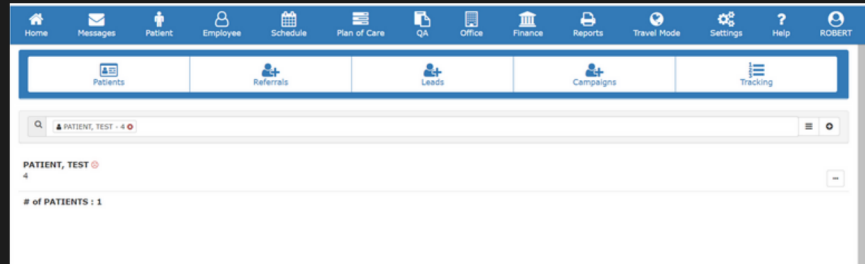 Home Messages Patient Employee Schedule Plan of Care QA Office Finance Reports Travel Mode Settings Help ROBERT
Patients Referrals Leads Campaigns Tracking
PATIENT, TEST - 4
PATIENT, TEST
4
# of PATIENTS : 1